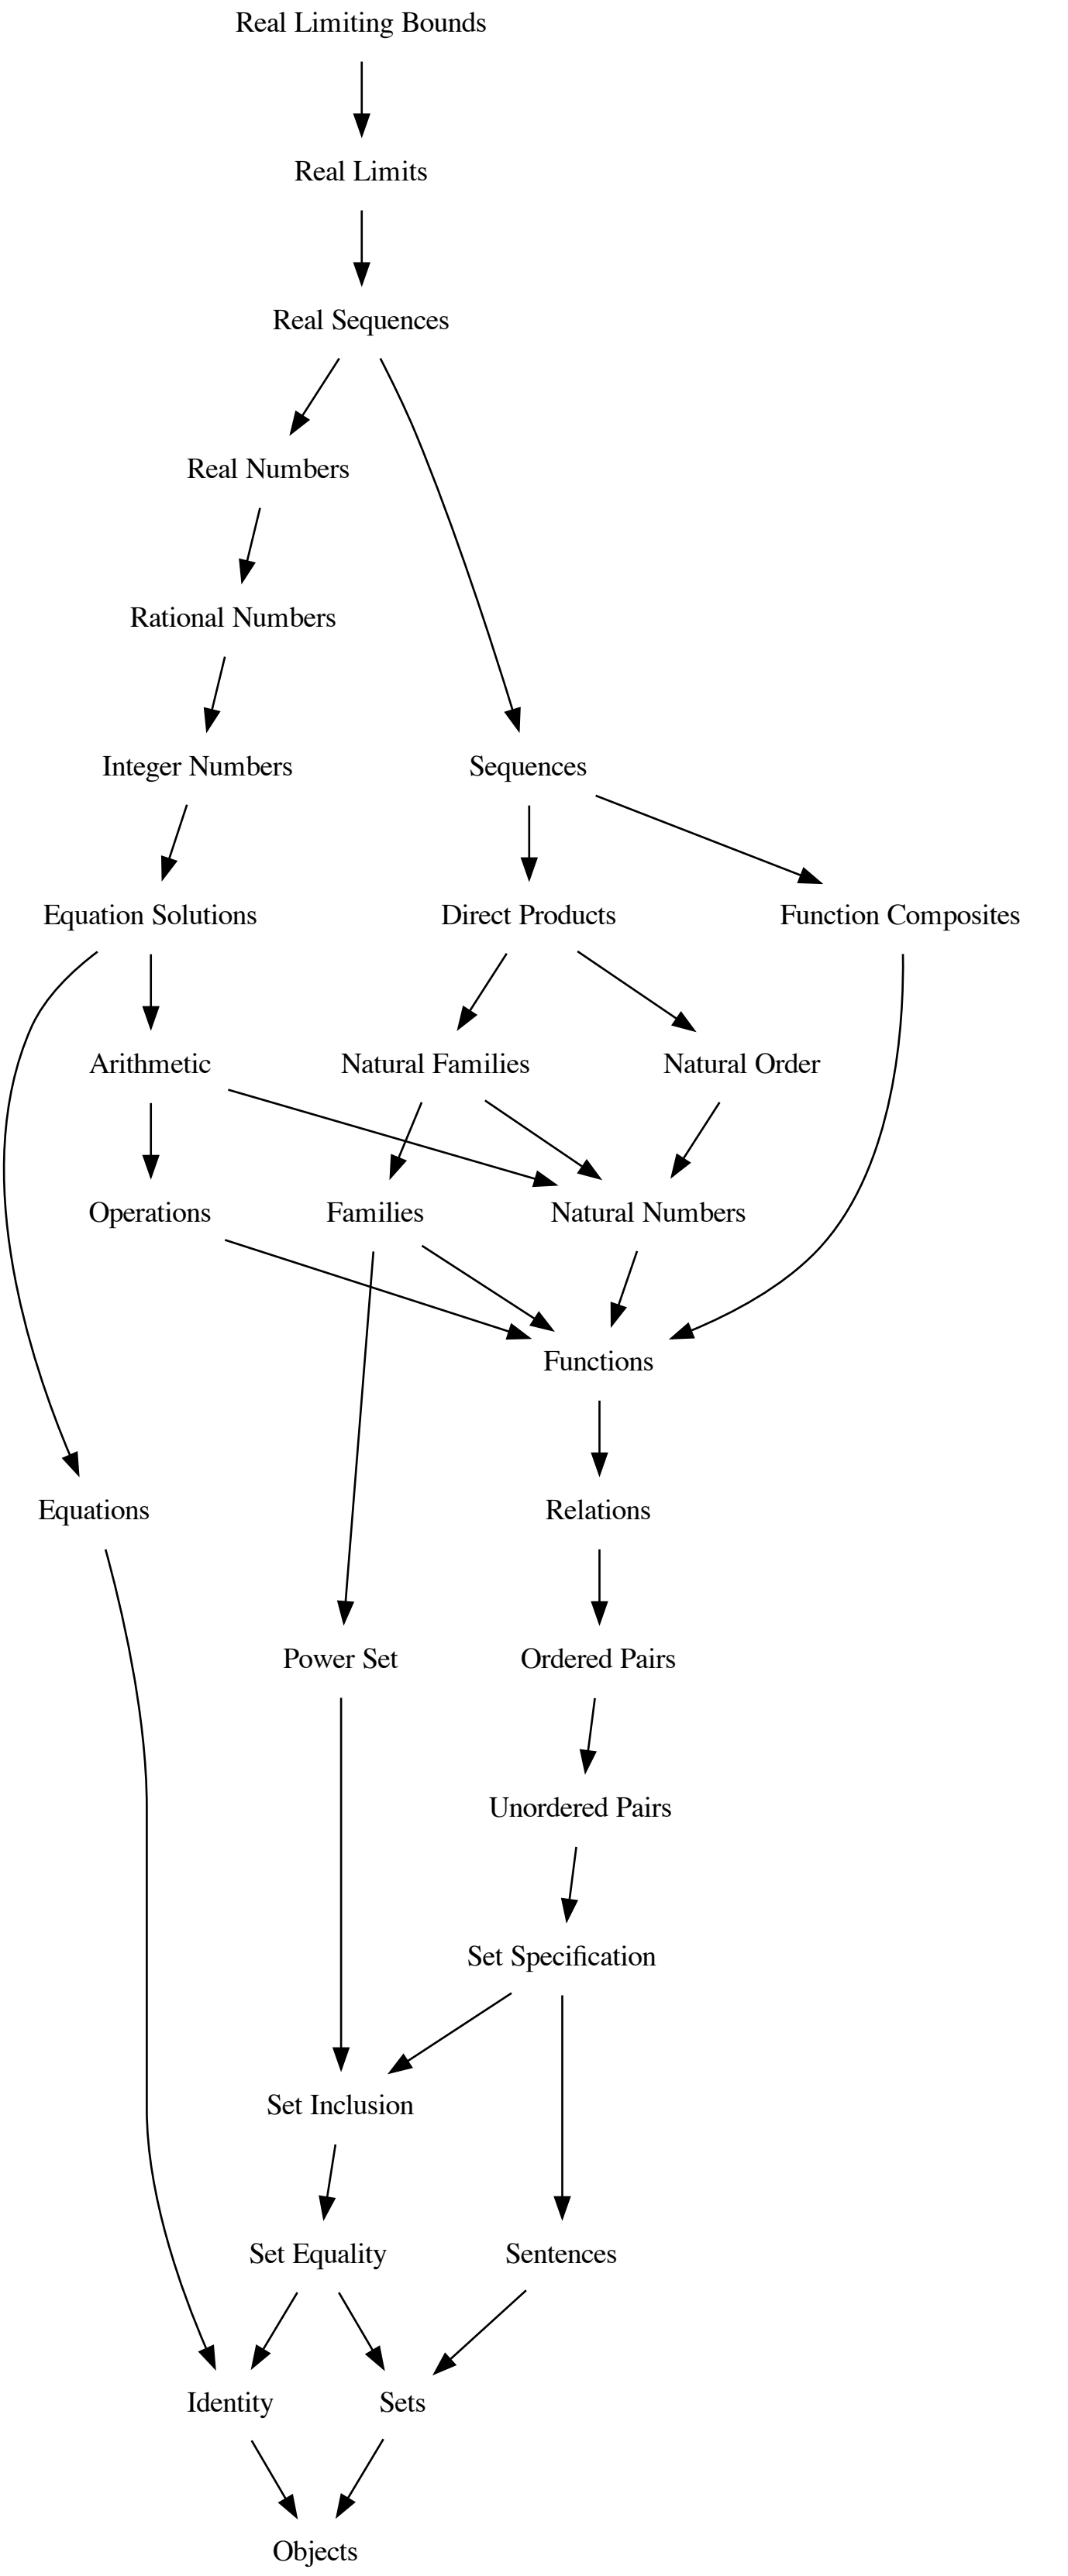 Real Limiting Bounds
Real Limits
Real Sequences
Real Numbers
Rational Numbers
Integer Numbers
Sequences
Equation Solutions
Direct Products
Function Composites
Arithmetic
Natural Families
Natural Order
Operations
Families
Natural Numbers
Functions
Equations
Relations
Power Set
Ordered Pairs
Unordered Pairs
Set Specification
Set Inclusion
Set Equality
Sentences
Identity
Sets
Objects